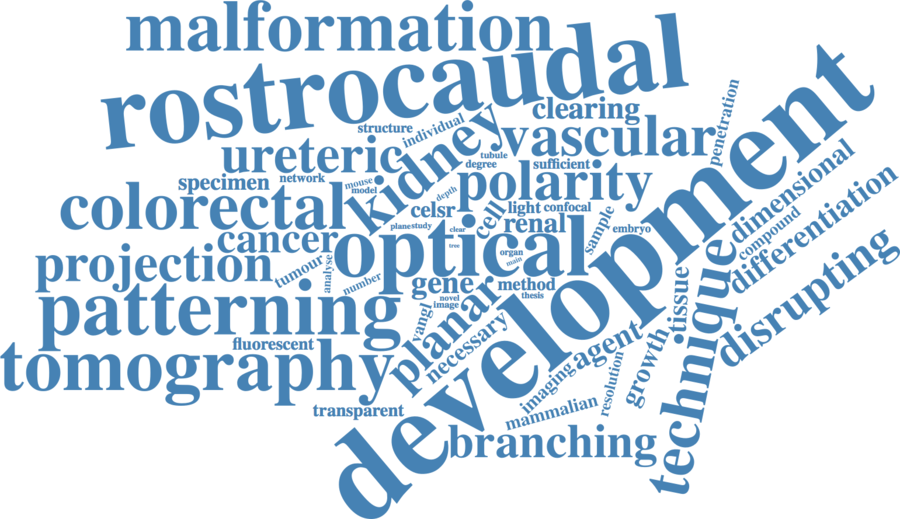 malformation
rostrocaudal
clearing
penetration
structure
individual
kidney
vascular
ureteric
tubule
degree
sufficient
specimen
network
mouse
model
depth
polarity
dimensional
colorectal
celsr
cell
light
confocal
sample
renal
embryo
plane
study
clear
tree
compound
differentiation
cancer
optical
organ
main
development
projection
tumour
analyse
number
gene
method
thesis
novel
image
tissue
technique
disrupting
patterning
planar
vangl
necessary
agent
growth
fluorescent
tomography
imaging
resolution
transparent
mammalian
branching